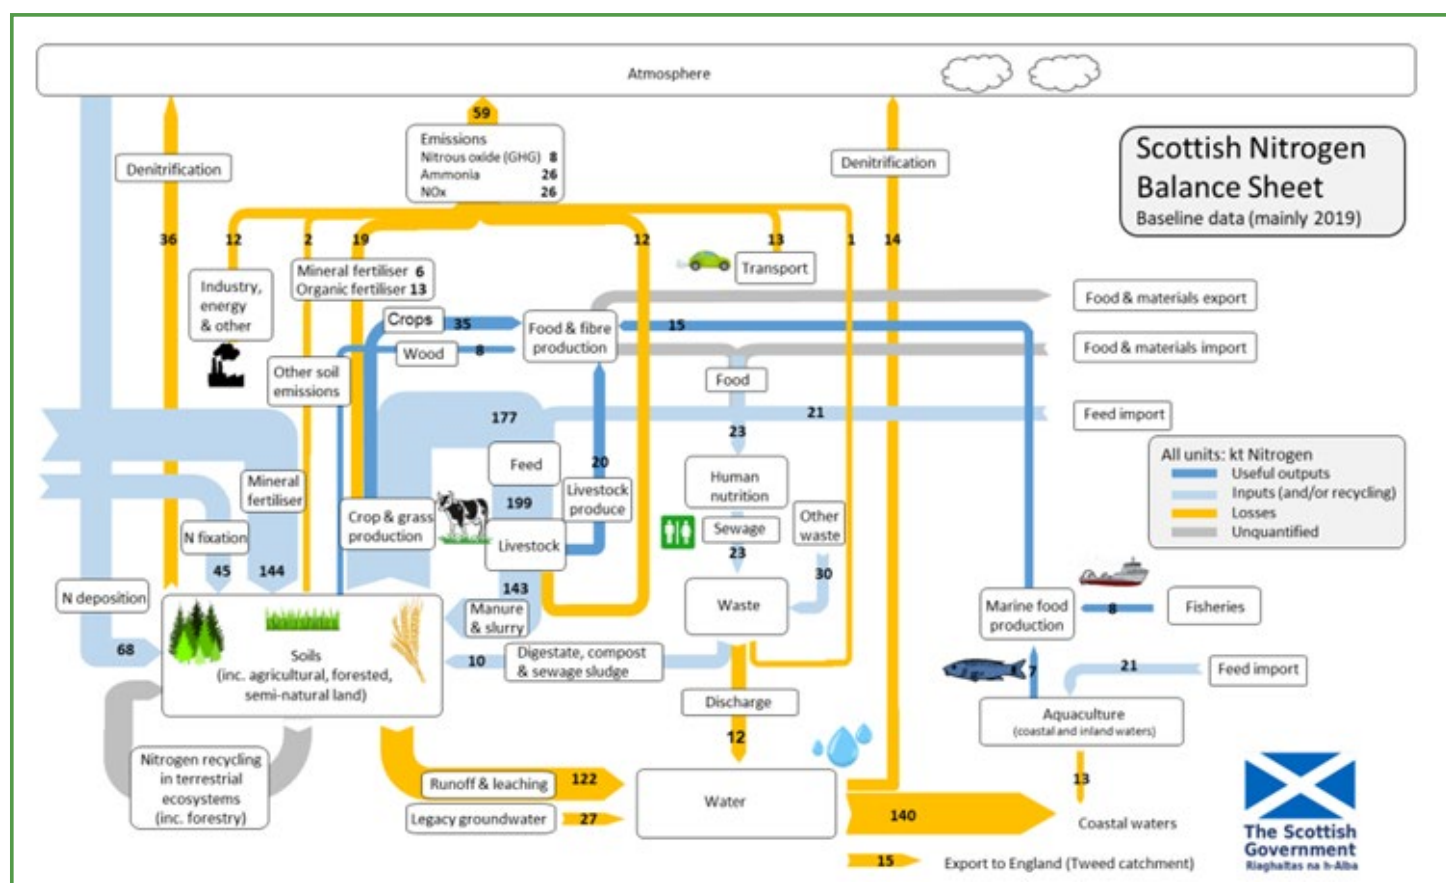 Atmosphere
59
Emissions
Nitrous oxide (GHG) 8
Ammonia 26
NOx 26
Denitrification
Denitrification
Scottish Nitrogen
Balance Sheet
Baseline data (mainly 2019)
36
12
2
19
12
13
1
14
Transport
Mineral fertiliser 6
Organic fertiliser 13
Industry,
energy
& other
Food & materials export
Crops
35
Food & fibre
production
15
Wood
8
Food & materials import
Other soil
emissions
Food
177
21
Feed import
23
All units: kt Nitrogen
Useful outputs
Inputs (and/or recycling)
Losses
Unquantified
Feed
20
Human
nutrition
Mineral
fertiliser
199
Livestock
produce
Crop & grass
production
Other
waste
Sewage
N fixation
Livestock
23
45
144
143
30
N deposition
Manure
& slurry
Waste
Marine food
production
8
Fisheries
68
Soils
(inc. agricultural, forested,
semi-natural land)
10
Digestate, compost
& sewage sludge
7
21
Feed import
Discharge
Aquaculture
(coastal and inland waters)
12
Nitrogen recycling
in terrestrial
ecosystems
(inc. forestry)
Runoff & leaching
122
13
Water
Legacy groundwater
27
140
Coastal waters
15
Export to England (Tweed catchment)
The Scottish
Government
Riaghaltas na h-Alba